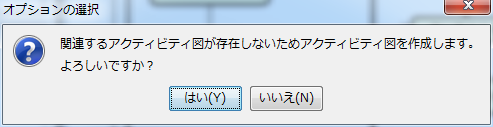 オプションの選択
関連するアクティビティ図が存在しないためアクティビティ図を作成します。
よろしいですか？
はい(Y) いいえ(N)